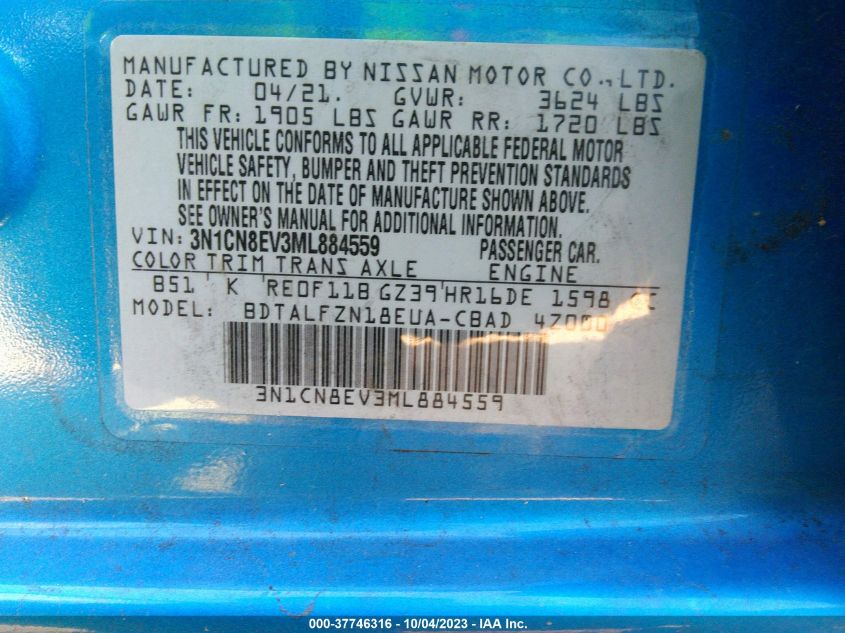 MANUFACTURED BY NISSAN MOTOR CO., LTD.
DATE: 04/21. GVWR: 3624 LBS
GAWR FR: 1905 LBS GAWR RR: 1720 LBS
THIS VEHICLE CONFORMS TO ALL APPLICABLE FEDERAL MOTOR
VEHICLE SAFETY, BUMPER AND THEFT PREVENTION STANDARDS
IN EFFECT ON THE DATE OF MANUFACTURE SHOWN ABOVE.
SEE OWNER'S MANUAL FOR ADDITIONAL INFORMATION.
VIN: 3N1CN8EV3ML884559 PASSENGER CAR.
COLOR TRIM TRANS AXLE ENGINE
B51 K RE0F11B GZ39 HR16DE 1598
MODEL: BDTALFZN18EUA-CBAD 4Z000
3N1CN8EV3ML884559
000-37746316 - 10/04/2023 - IAA Inc.